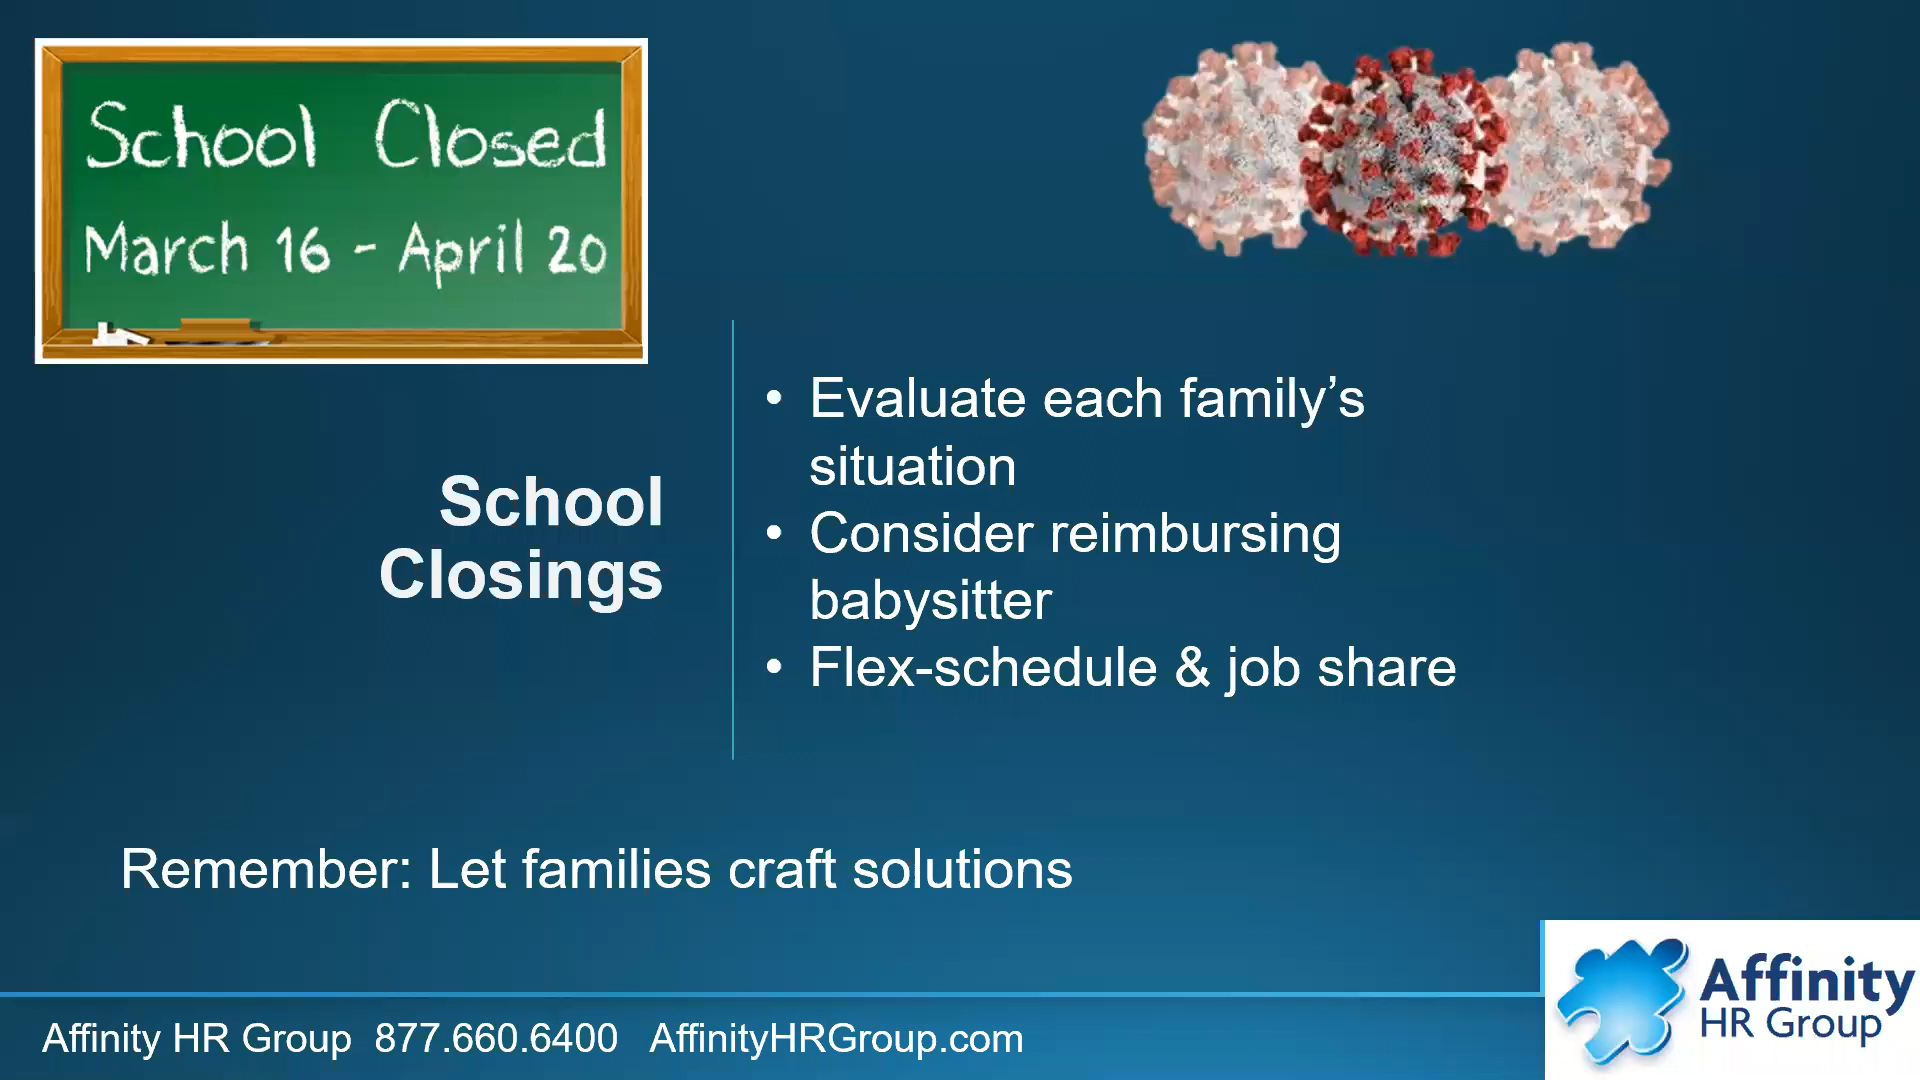 School Closed
March 16 - April 20
School
Closings
• Evaluate each family’s
situation
• Consider reimbursing
babysitter
• Flex-schedule & job share
Remember: Let families craft solutions
Affinity HR Group 877.660.6400 AffinityHRGroup.com
Affinity
HR Group